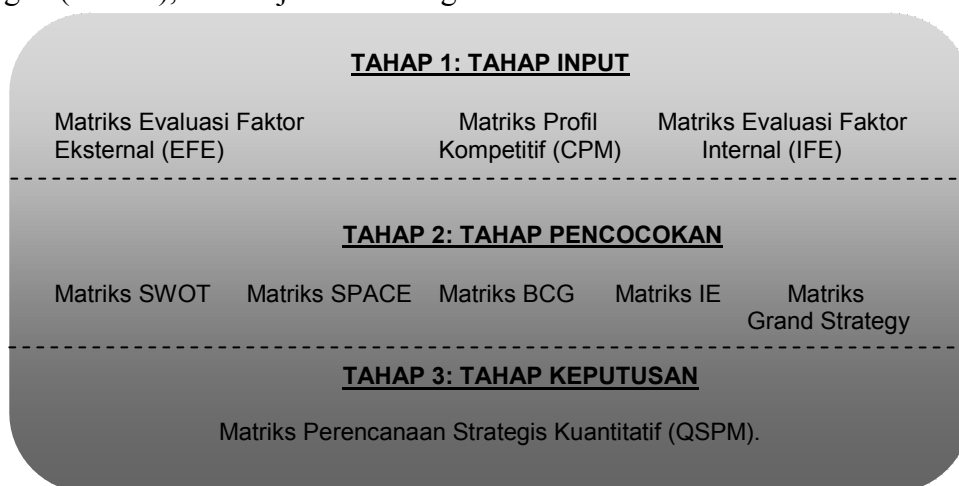 TAHAP 1: TAHAP INPUT
Matriks Evaluasi Faktor
Eksternal (EFE)
Matriks Profil
Kompetitif (CPM)
Matriks Evaluasi Faktor
Internal (IFE)
TAHAP 2: TAHAP PENCOCOKAN
Matriks SWOT
Matriks SPACE
Matriks BCG
Matriks IE
Matriks
Grand Strategy
TAHAP 3: TAHAP KEPUTUSAN
Matriks Perencanaan Strategis Kuantitatif (QSPM).